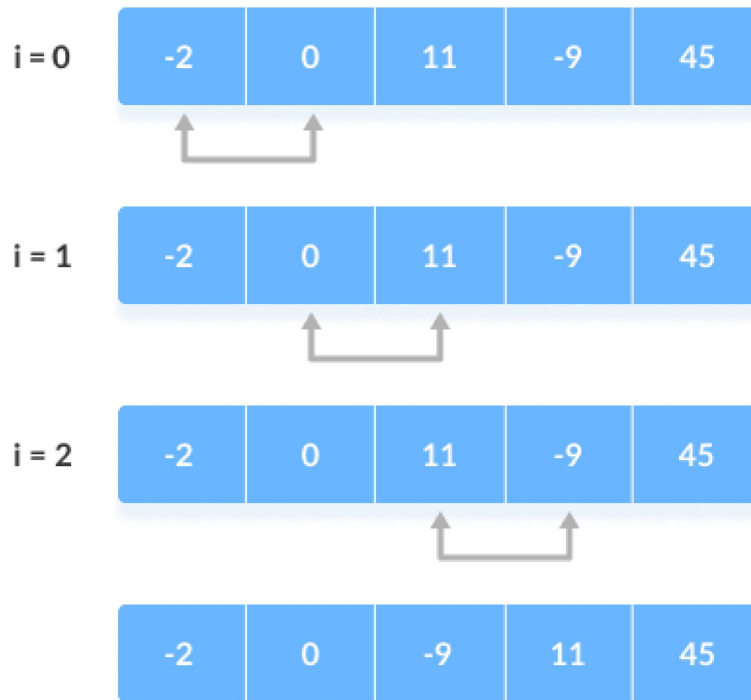 i = 0 -2 0 11 -9 45
i = 1 -2 0 11 -9 45
i = 2 -2 0 11 -9 45
-2 0 -9 11 45